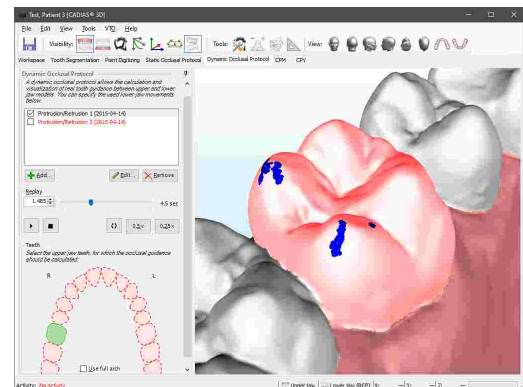 Test, Patient 3 [CADIAS® 3D]
File Edit View Tools VTO Help
Visibility: Tools: View:
Workspace Tooth Segmentation Point Digitizing Static Occlusal Protocol Dynamic Occlusal Protocol CPM CPV
Dynamic Occlusal Protocol
A dynamic occlusal protocol allows the calculation and
visualization of real tooth guidance between upper and lower
jaw models. You can specify the used lower jaw movements
below.
Protrusion/Retrusion 1 (2015-04-14)
Protrusion/Retrusion 2 (2015-04-14)
Add... Edit... Remove
Replay
1.485 4,5 sec
0.5x 0.25x
Teeth
Select the upper jaw teeth, for which the occlusal guidance
should be calculated:
R L
Use full arch
Activity: No activity Upper jaw Lower jaw (RCP) X: — Y: — Z: —